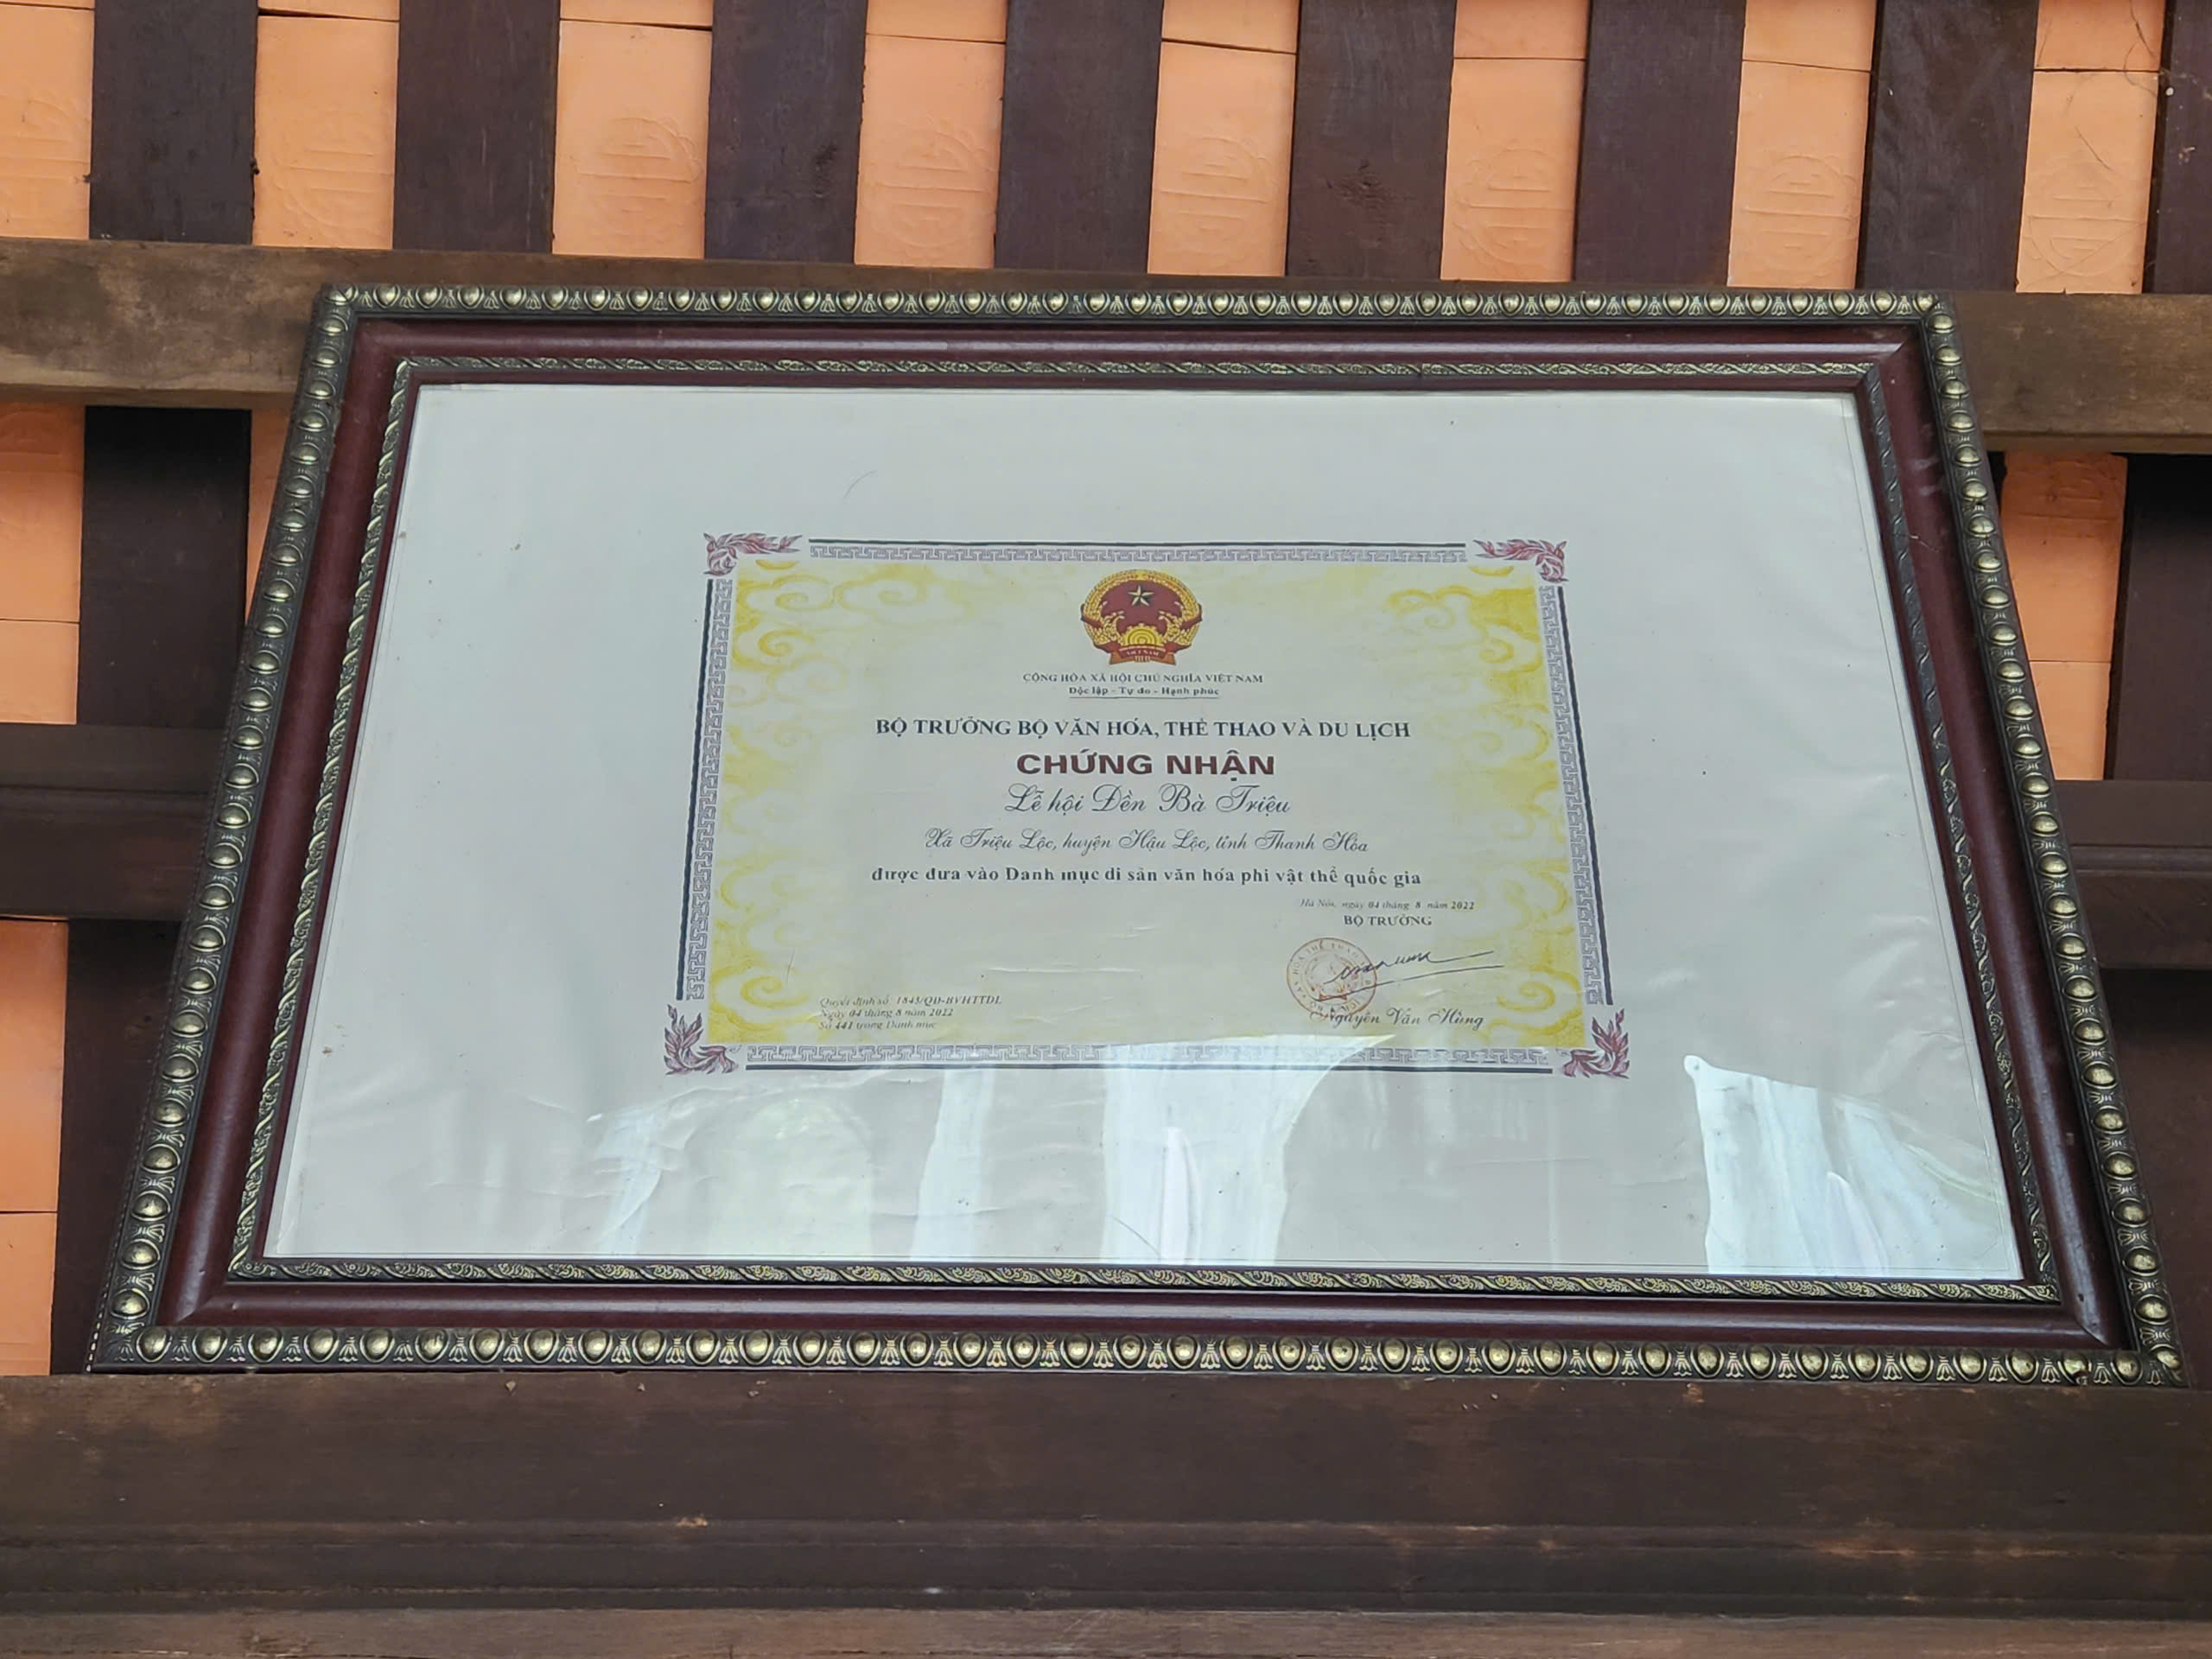 VIỆT NAM
CỘNG HÒA XÃ HỘI CHỦ NGHĨA VIỆT NAM
Độc lập - Tự do - Hạnh phúc
BỘ TRƯỞNG BỘ VĂN HÓA, THỂ THAO VÀ DU LỊCH
CHỨNG NHẬN
Lễ hội Đền Bà Triệu
Xã Triệu Lộc, huyện Hậu Lộc, tỉnh Thanh Hóa
được đưa vào Danh mục di sản văn hóa phi vật thể quốc gia
Hà Nội, ngày 04 tháng 8 năm 2022
BỘ TRƯỞNG
Nguyễn Văn Hùng
Quyết định số 1845/QĐ-BVHTTDL
Ngày 04 tháng 8 năm 2022
Số 441 trong Danh mục